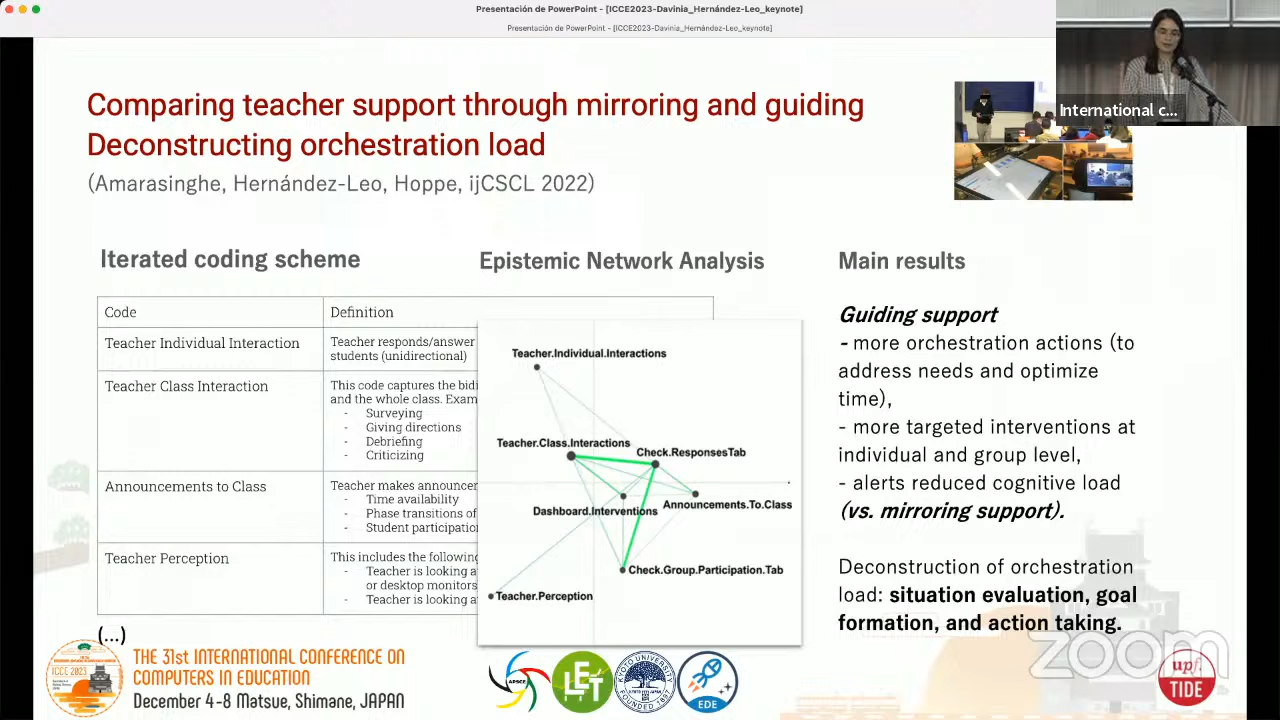 Presentación de PowerPoint - [ICCE2023-Davinia_Hernández-Leo_keynote]
Presentación de PowerPoint - [ICCE2023-Davinia_Hernández-Leo_keynote]
International c...
Comparing teacher support through mirroring and guiding
Deconstructing orchestration load
(Amarasinghe, Hernández-Leo, Hoppe, ijCSCL 2022)
Iterated coding scheme
Code
Definition
Teacher Individual Interaction
Teacher responds/answer
students (unidirectional)
Teacher Class Interaction
This code captures the bidi
and the whole class. Exam
- Surveying
- Giving directions
- Debriefing
- Criticizing
Announcements to Class
Teacher makes announcer
- Time availability
- Phase transitions of
- Student participation
Teacher Perception
This includes the following
- Teacher is looking a
or desktop monitors
- Teacher is looking a
(...)
Epistemic Network Analysis
Teacher.Individual.Interactions
Teacher.Class.Interactions
Check.ResponsesTab
Dashboard.Interventions
Announcements.To.Class
Check.Group.Participation.Tab
Teacher.Perception
Main results
Guiding support
- more orchestration actions (to
address needs and optimize
time),
- more targeted interventions at
individual and group level,
- alerts reduced cognitive load
(vs. mirroring support).
Deconstruction of orchestration
load: situation evaluation, goal
formation, and action taking.
zoom
ICCE 2023
THE 31st INTERNATIONAL CONFERENCE ON
COMPUTERS IN EDUCATION
December 4-8 Matsue, Shimane, JAPAN
APSCE
LET
EDE
upf.
TIDE